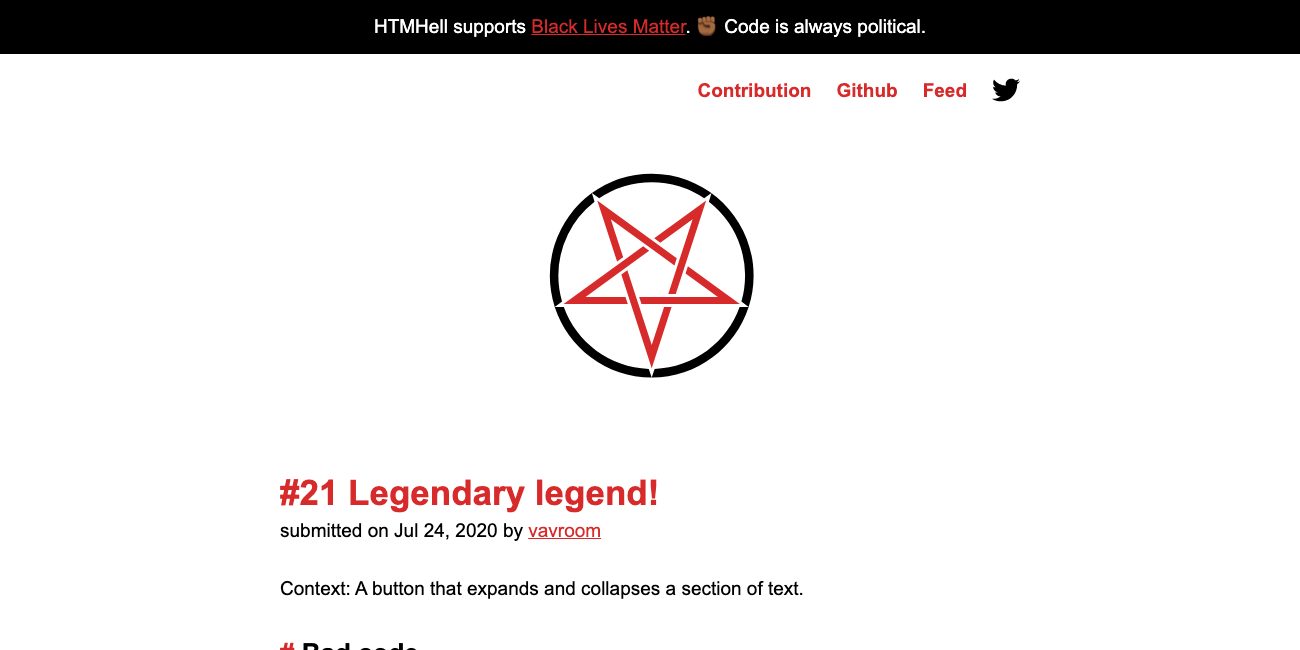 HTMHell supports Black Lives Matter. ✊🏾 Code is always political.
Contribution Github Feed
#21 Legendary legend!
submitted on Jul 24, 2020 by vavroom
Context: A button that expands and collapses a section of text.
# Bad code